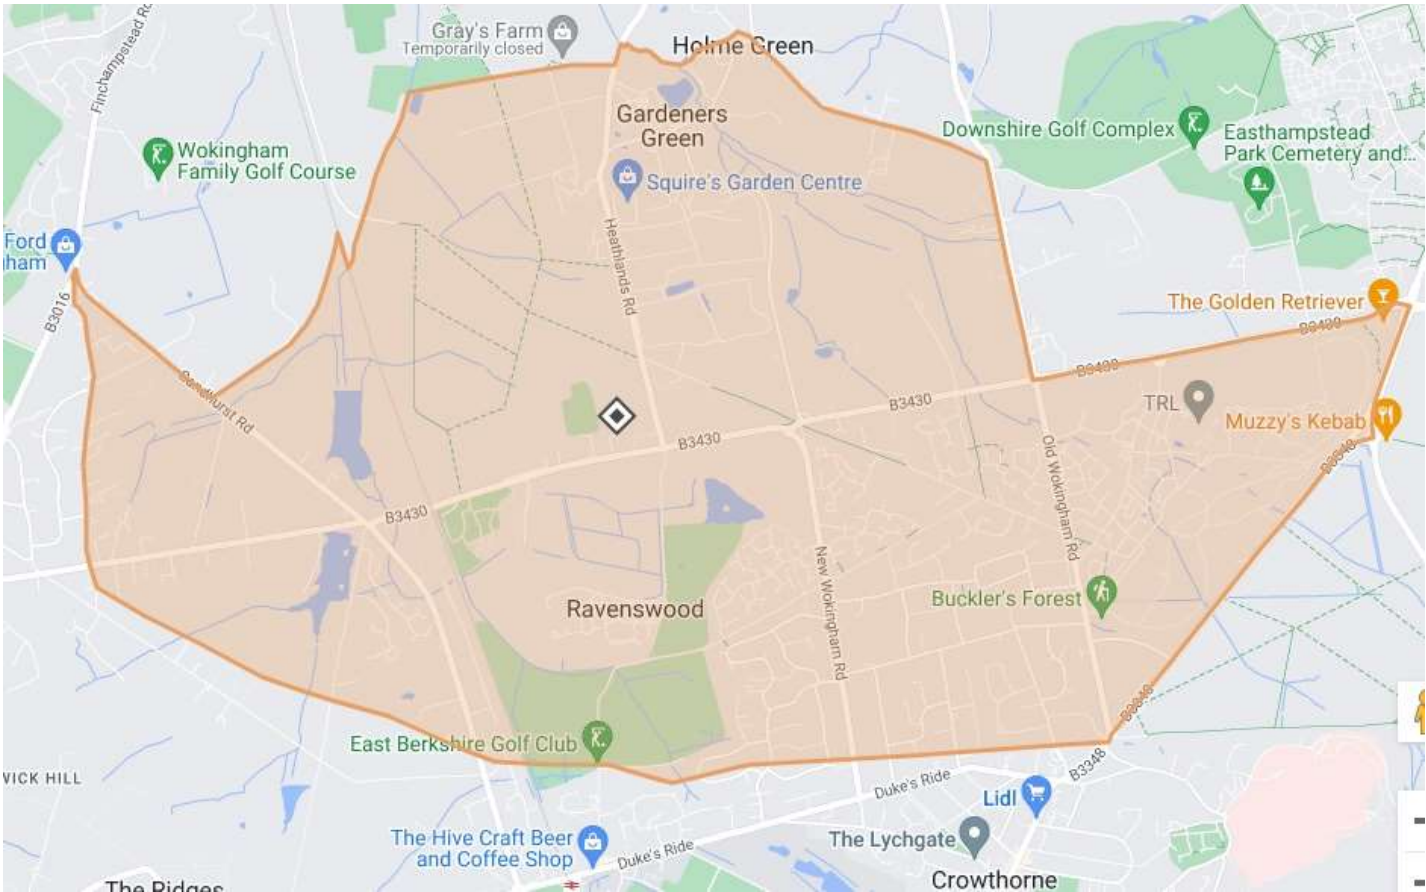 Finchampstead Rd
Gray's Farm
Temporarily closed
Holme Green
Gardeners
Green
Downshire Golf Complex
Easthampstead
Park Cemetery and...
Wokingham
Family Golf Course
Squire's Garden Centre
Ford
ham
B3016
Heathlands Rd
The Golden Retriever
B3430
B3430
Sandhurst Rd
B3430
TRL
Muzzy's Kebab
B3430
B3348
Old Wokingham Rd
B3430
New Wokingham Rd
Buckler's Forest
Ravenswood
B3348
East Berkshire Golf Club
WICK HILL
B3348
Duke's Ride
Lidl
The Hive Craft Beer
and Coffee Shop
Duke's Ride
The Lychgate
Crowthorne
The Ridges